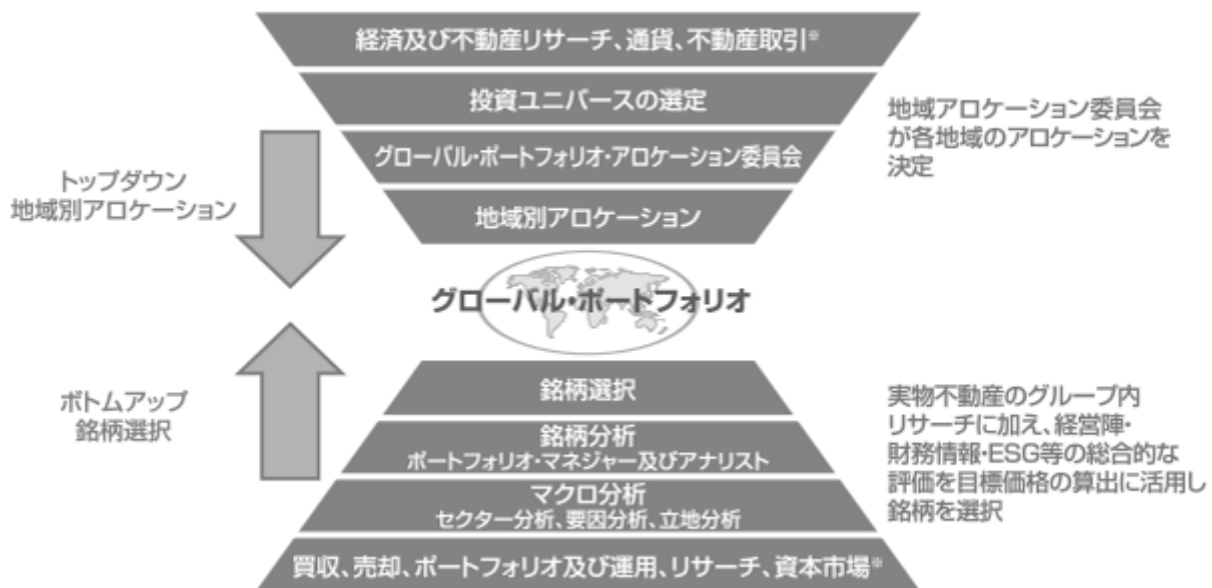 経済及び不動産リサーチ、通貨、不動産取引※
投資ユニバースの選定
グローバル・ポートフォリオ・アロケーション委員会
地域別アロケーション
トップダウン
地域別アロケーション
地域アロケーション委員会
が各地域のアロケーションを
決定
グローバル・ポートフォリオ
ボトムアップ
銘柄選択
銘柄選択
銘柄分析
ポートフォリオ・マネジャー及びアナリスト
マクロ分析
セクター分析、要因分析、立地分析
買収、売却、ポートフォリオ及び運用、リサーチ、資本市場※
実物不動産のグループ内
リサーチに加え、経営陣・
財務情報・ESG等の総合的な
評価を目標価格の算出に活用し
銘柄を選択